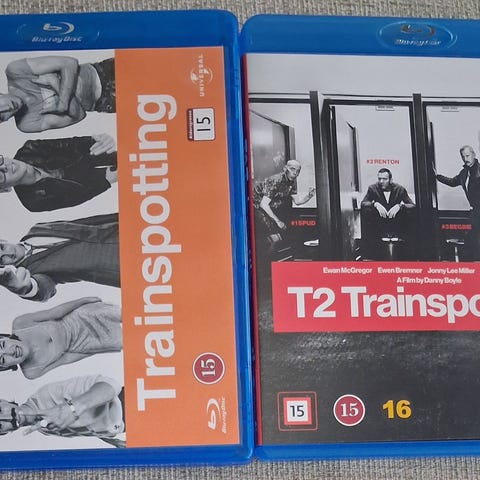 Blu-ray Disc
Trainspotting
UNIVERSAL
15
15
Blu-ray Disc
Blu-ray Disc
#1 SPUD
#2 RENTON
#3 BEGBIE
Ewan McGregor Ewen Bremner Jonny Lee Miller
A Film by Danny Boyle
T2 Trainspo
15
15
16